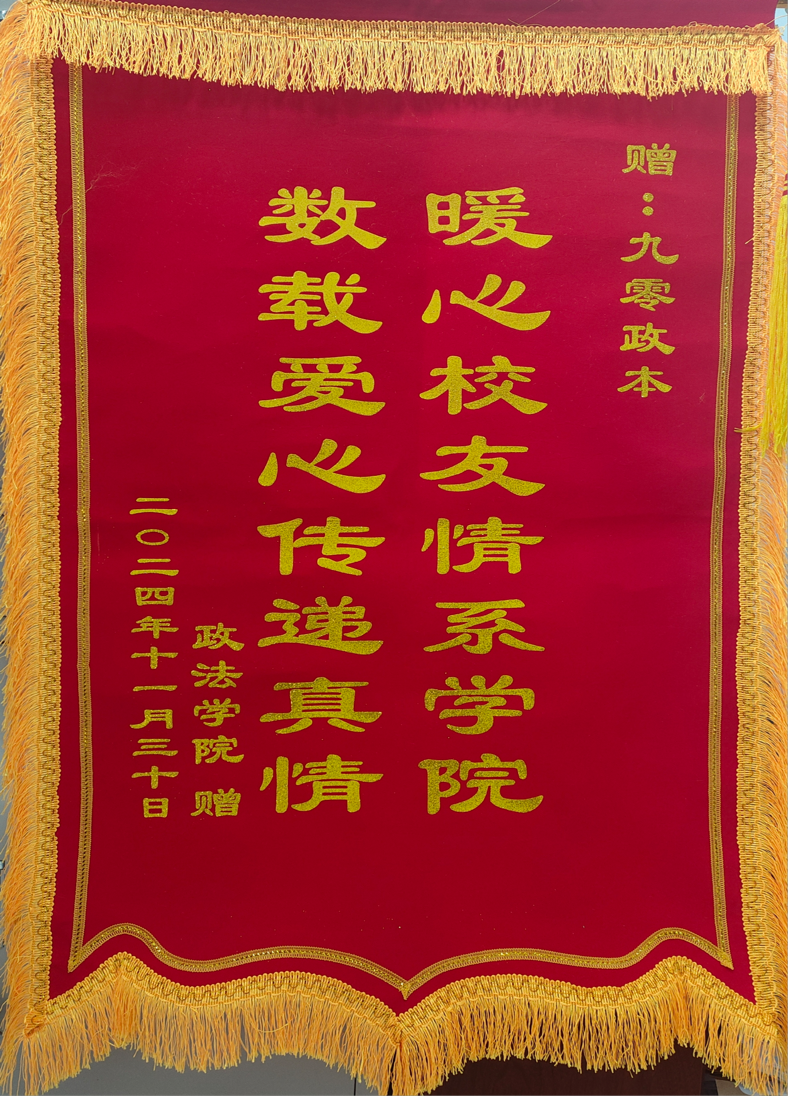 赠：九零政本
暖心校友情系学院
数载爱心传递真情
政法学院 赠
二〇二四年十一月三十日